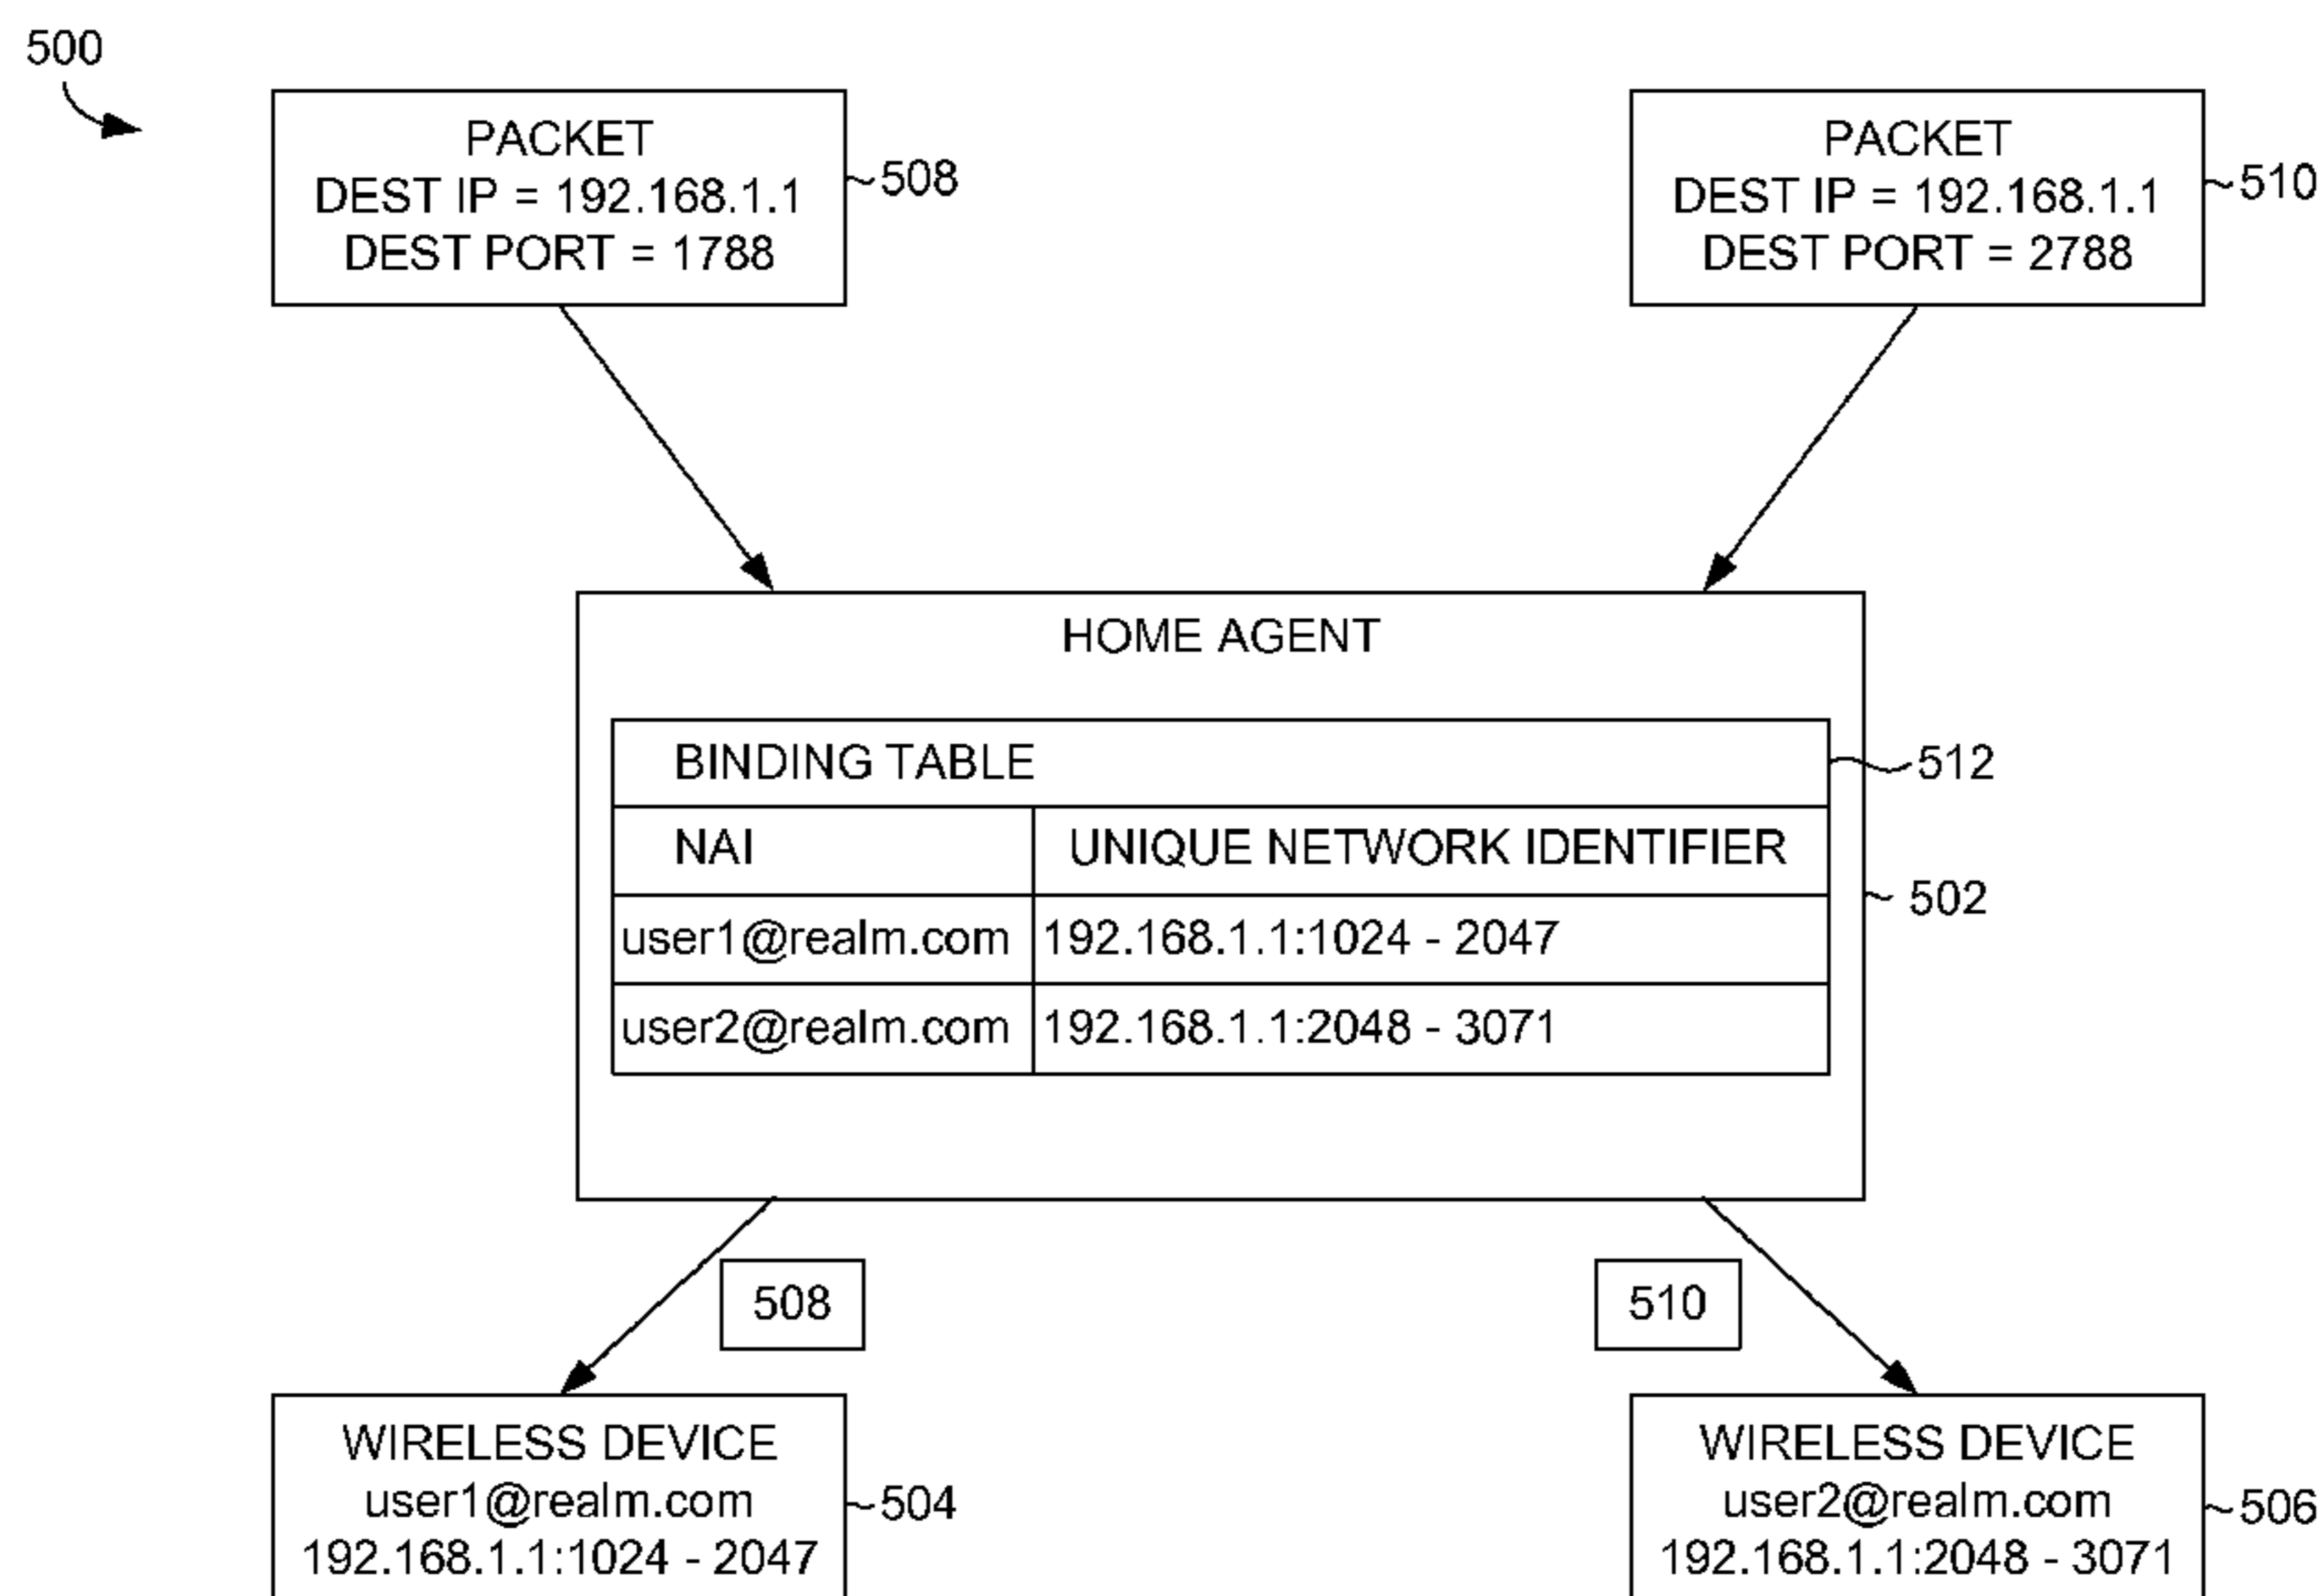 500
PACKET
DEST IP = 192.168.1.1
DEST PORT = 1788
508
PACKET
DEST IP = 192.168.1.1
DEST PORT = 2788
510
HOME AGENT
BINDING TABLE
512
NAI
UNIQUE NETWORK IDENTIFIER
502
user1@realm.com
192.168.1.1:1024 - 2047
user2@realm.com
192.168.1.1:2048 - 3071
508
510
WIRELESS DEVICE
user1@realm.com
192.168.1.1:1024 - 2047
504
WIRELESS DEVICE
user2@realm.com
192.168.1.1:2048 - 3071
506